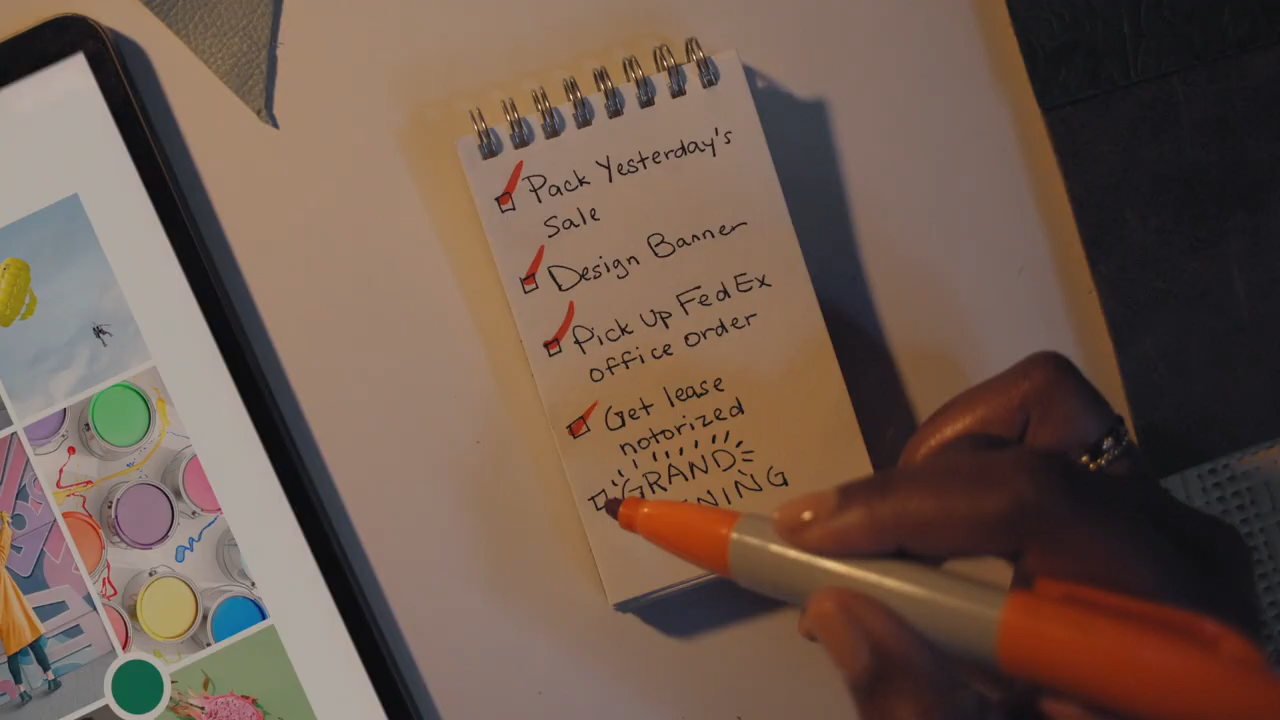 Pack Yesterday's
Sale
Design Banner
Pick Up FedEx
office order
Get lease
notorized
GRAND